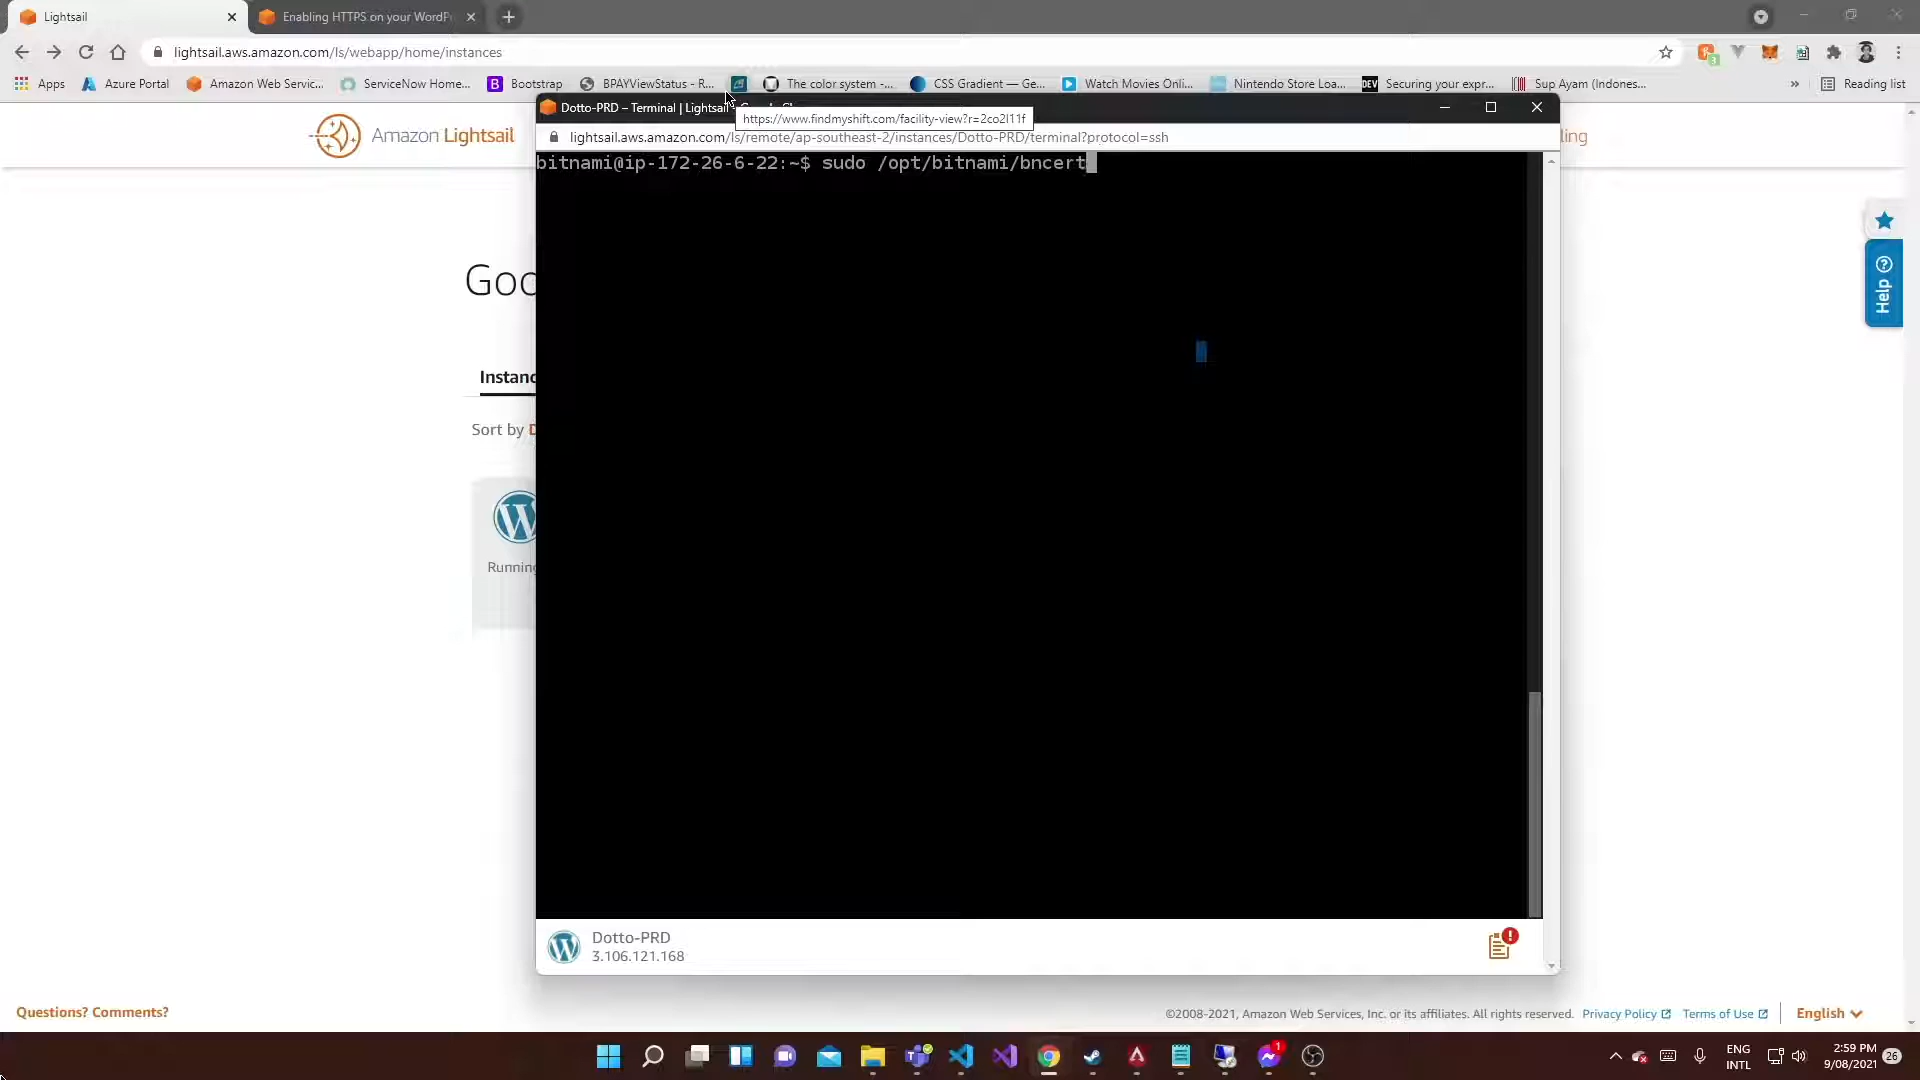 Lightsail
Enabling HTTPS on your WordP
lightsail.aws.amazon.com/ls/webapp/home/instances
Apps
Azure Portal
Amazon Web Servic...
ServiceNow Home...
Bootstrap
BPAYViewStatus - R...
The color system -...
CSS Gradient — Ge...
Watch Movies Onli...
Nintendo Store Loa...
Securing your expr...
Sup Ayam (Indones...
»
Reading list
Dotto-PRD – Terminal | Lightsail
https://www.findmyshift.com/facility-view?r=2co2l11f
lightsail.aws.amazon.com/ls/remote/ap-southeast-2/instances/Dotto-PRD/terminal?protocol=ssh
Amazon Lightsail
ling
bitnami@ip-172-26-6-22:~$ sudo /opt/bitnami/bncert
Goo
Help
Instanc
Sort by D
Running
Dotto-PRD
3.106.121.168
Questions? Comments?
©2008-2021, Amazon Web Services, Inc. or its affiliates. All rights reserved.
Privacy Policy
Terms of Use
English
ENG
INTL
2:59 PM
9/08/2021
26